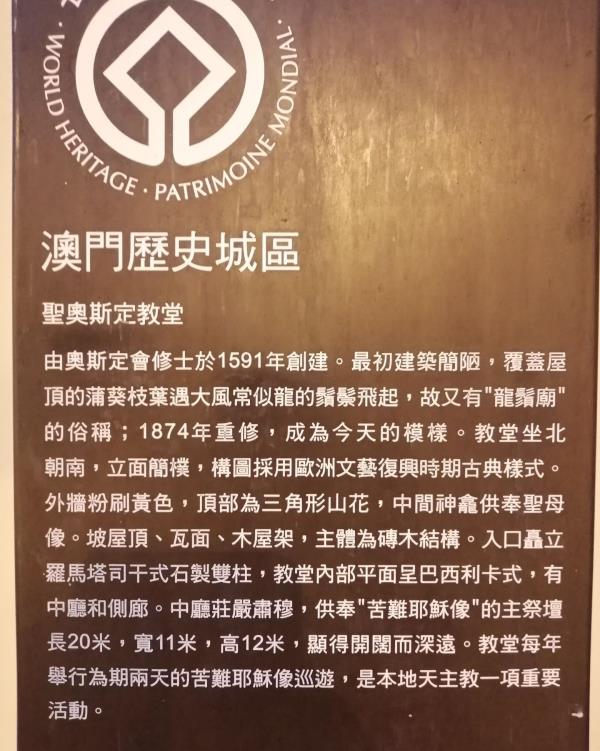 WORLD HERITAGE · PATRIMOINE MONDIAL ·
澳門歷史城區
聖奧斯定教堂
由奧斯定會修士於1591年創建。最初建築簡陋，覆蓋屋
頂的蒲葵枝葉遇大風常似龍的鬚鬃飛起，故又有"龍鬚廟"
的俗稱；1874年重修，成為今天的模樣。教堂坐北
朝南，立面簡樸，構圖採用歐洲文藝復興時期古典樣式。
外牆粉刷黃色，頂部為三角形山花，中間神龕供奉聖母
像。坡屋頂、瓦面、木屋架，主體為磚木結構。入口矗立
羅馬塔司干式石製雙柱，教堂內部平面呈巴西利卡式，有
中廳和側廊。中廳莊嚴肅穆，供奉"苦難耶穌像"的主祭壇
長20米，寬11米，高12米，顯得開闊而深遠。教堂每年
舉行為期兩天的苦難耶穌像巡遊，是本地天主教一項重要
活動。